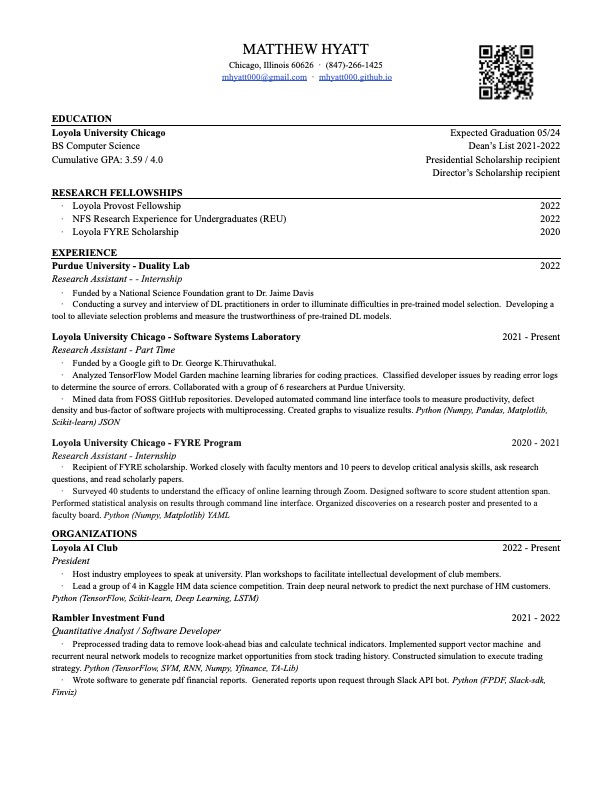 MATTHEW HYATT
Chicago, Illinois 60626 · (847)-266-1425
mhyatt000@gmail.com · mhyatt000.github.io
EDUCATION
Loyola University Chicago Expected Graduation 05/24
BS Computer Science Dean's List 2021-2022
Cumulative GPA: 3.59 / 4.0 Presidential Scholarship recipient
Director's Scholarship recipient
RESEARCH FELLOWSHIPS
· Loyola Provost Fellowship 2022
· NFS Research Experience for Undergraduates (REU) 2022
· Loyola FYRE Scholarship 2020
EXPERIENCE
Purdue University - Duality Lab 2022
Research Assistant - - Internship
· Funded by a National Science Foundation grant to Dr. Jaime Davis
· Conducting a survey and interview of DL practitioners in order to illuminate difficulties in pre-trained model selection. Developing a
tool to alleviate selection problems and measure the trustworthiness of pre-trained DL models.
Loyola University Chicago - Software Systems Laboratory 2021 - Present
Research Assistant - Part Time
· Funded by a Google gift to Dr. George K.Thiruvathukal.
· Analyzed TensorFlow Model Garden machine learning libraries for coding practices. Classified developer issues by reading error logs
to determine the source of errors. Collaborated with a group of 6 researchers at Purdue University.
· Mined data from FOSS GitHub repositories. Developed automated command line interface tools to measure productivity, defect
density and bus-factor of software projects with multiprocessing. Created graphs to visualize results. Python (Numpy, Pandas, Matplotlib,
Scikit-learn) JSON
Loyola University Chicago - FYRE Program 2020 - 2021
Research Assistant - Internship
· Recipient of FYRE scholarship. Worked closely with faculty mentors and 10 peers to develop critical analysis skills, ask research
questions, and read scholarly papers.
· Surveyed 40 students to understand the efficacy of online learning through Zoom. Designed software to score student attention span.
Performed statistical analysis on results through command line interface. Organized discoveries on a research poster and presented to a
faculty board. Python (Numpy, Matplotlib) YAML
ORGANIZATIONS
Loyola AI Club 2022 - Present
President
· Host industry employees to speak at university. Plan workshops to facilitate intellectual development of club members.
· Lead a group of 4 in Kaggle HM data science competition. Train deep neural network to predict the next purchase of HM customers.
Python (TensorFlow, Scikit-learn, Deep Learning, LSTM)
Rambler Investment Fund 2021 - 2022
Quantitative Analyst / Software Developer
· Preprocessed trading data to remove look-ahead bias and calculate technical indicators. Implemented support vector machine and
recurrent neural network models to recognize market opportunities from stock trading history. Constructed simulation to execute trading
strategy. Python (TensorFlow, SVM, RNN, Numpy, Yfinance, TA-Lib)
· Wrote software to generate pdf financial reports. Generated reports upon request through Slack API bot. Python (FPDF, Slack-sdk,
Finviz)